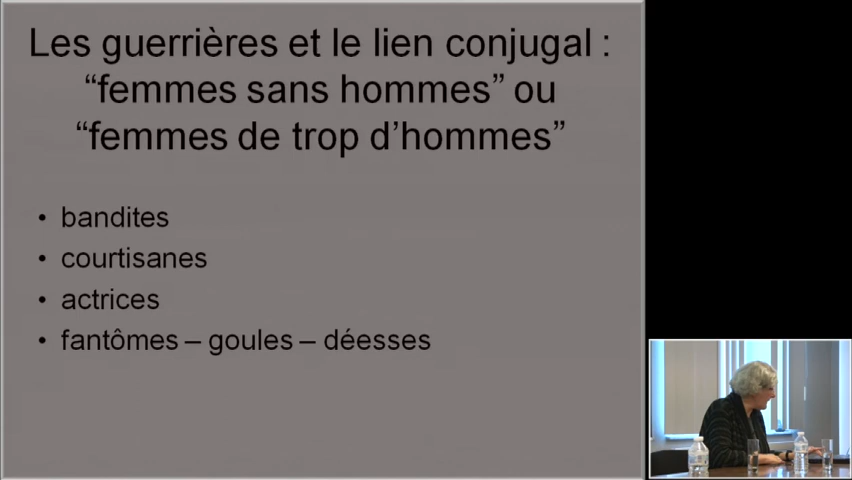 Les guerrières et le lien conjugal :
“femmes sans hommes” ou
“femmes de trop d’hommes”
• bandites
• courtisanes
• actrices
• fantômes – goules – déesses